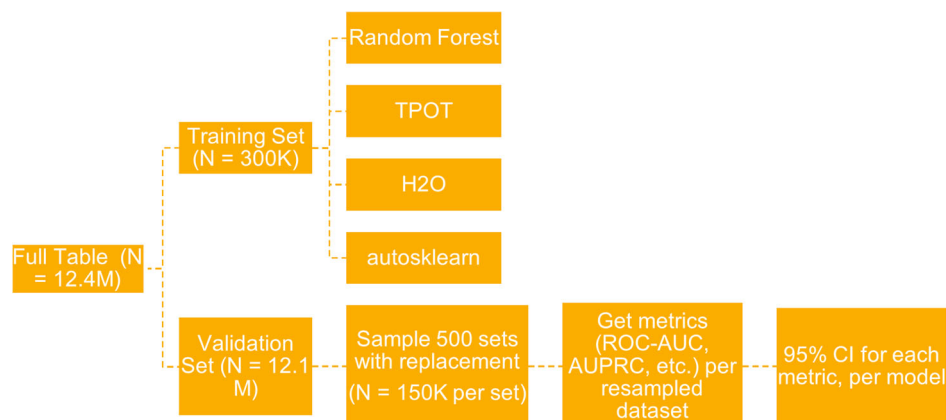 Random Forest
TPOT
Training Set
(N = 300K)
H2O
autosklearn
Full Table  (N
= 12.4M)
Validation
Set (N = 12.1
M)
Sample 500 sets
with replacement
(N = 150K per set)
Get metrics
(ROC-AUC,
AUPRC, etc.) per
resampled
dataset
95% CI for each
metric, per model